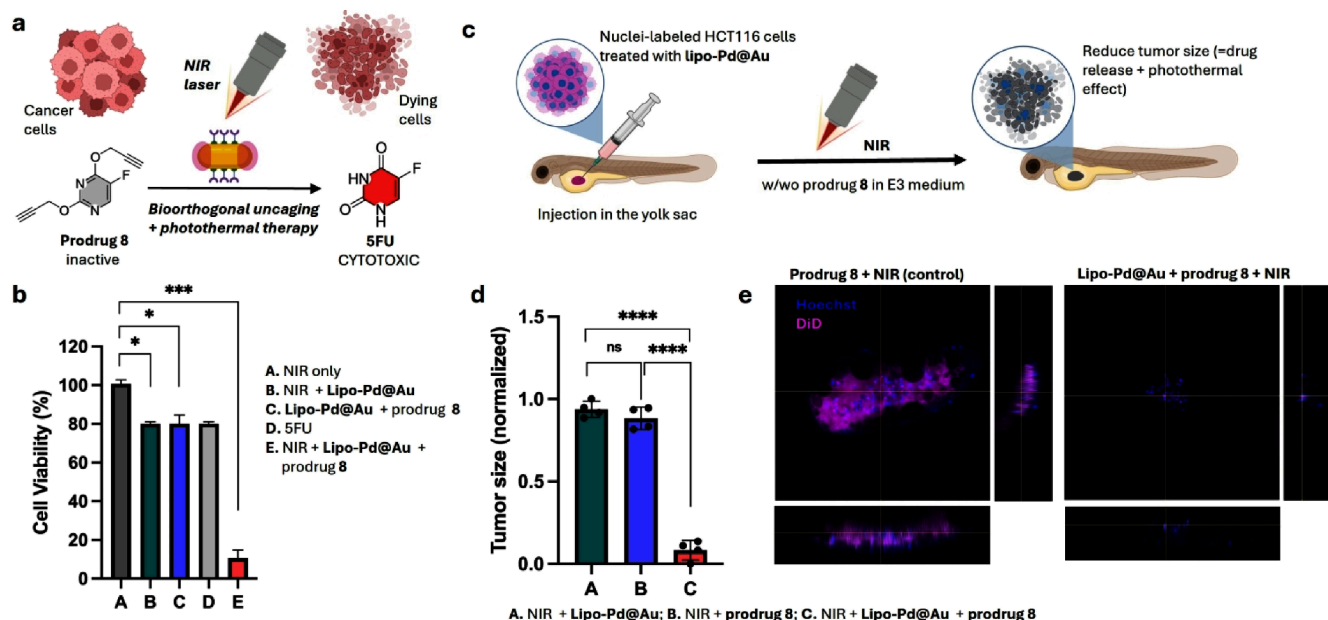 a
NIR
laser
Cancer
cells
Dying
cells
O
F
N
O
N
Bioorthogonal uncaging
+ photothermal therapy
O
F
HN
O
N
H
Prodrug 8
inactive
5FU
CYTOTOXIC
c
Nuclei-labeled HCT116 cells
treated with lipo-Pd@Au
Reduce tumor size (=drug
release + photothermal
effect)
NIR
w/wo prodrug 8 in E3 medium
Injection in the yolk sac
b
***
*
*
120
100
80
60
40
20
0
Cell Viability (%)
A B C D E
A. NIR only
B. NIR + Lipo-Pd@Au
C. Lipo-Pd@Au + prodrug 8
D. 5FU
E. NIR + Lipo-Pd@Au +
prodrug 8
d
****
ns
****
1.5
1.0
0.5
0.0
Tumor size (normalized)
A B C
A. NIR + Lipo-Pd@Au; B. NIR + prodrug 8; C. NIR + Lipo-Pd@Au + prodrug 8
e
Prodrug 8 + NIR (control)
Lipo-Pd@Au + prodrug 8 + NIR
Hoechst
DiD